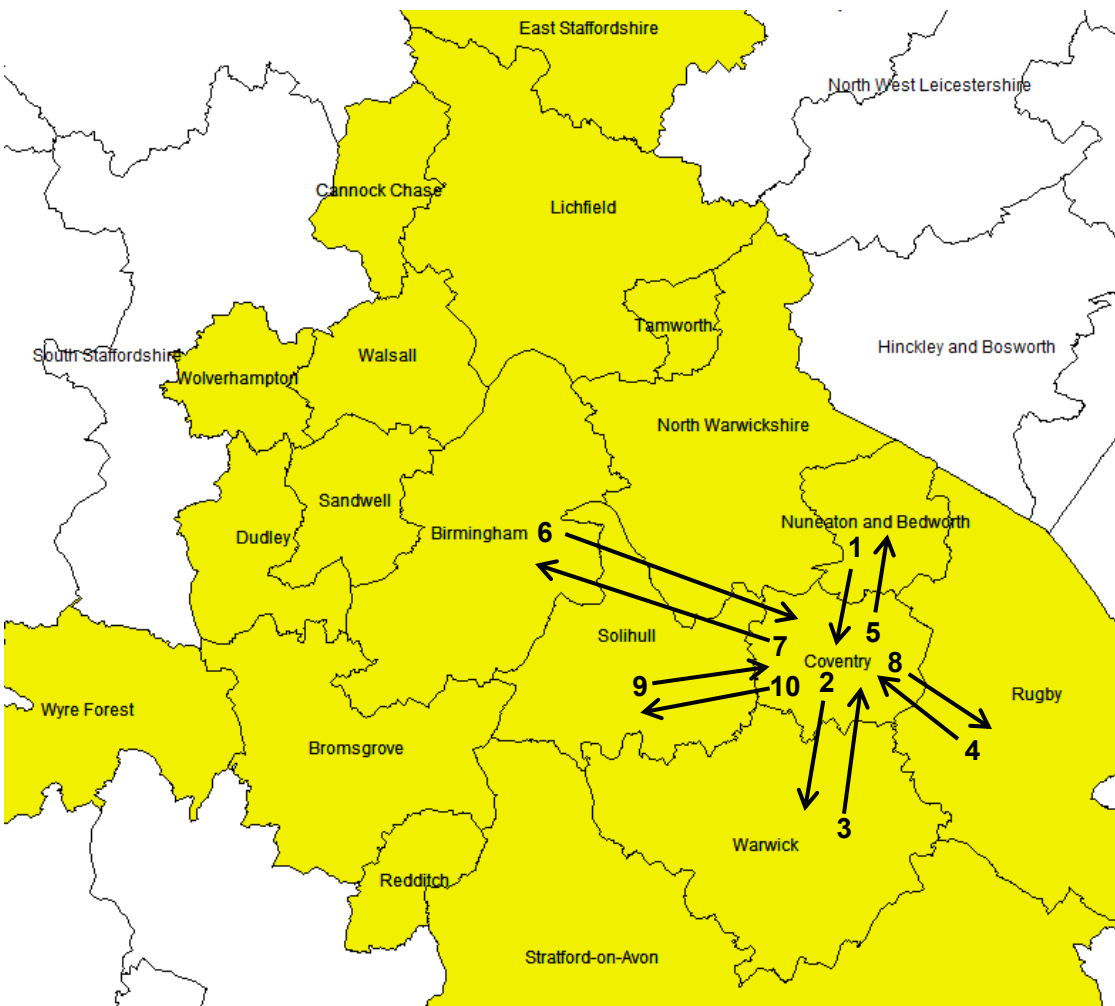 East Staffordshire
North West Leicestershire
Cannock Chase
Lichfield
Tamworth
South Staffordshire
Walsall
Hinckley and Bosworth
Wolverhampton
North Warwickshire
Sandwell
Nuneaton and Bedworth
Dudley
Birmingham
6
1
Solihull
7
5
Coventry
8
9
10
2
Rugby
Wyre Forest
Bromsgrove
4
3
Warwick
Redditch
Stratford-on-Avon